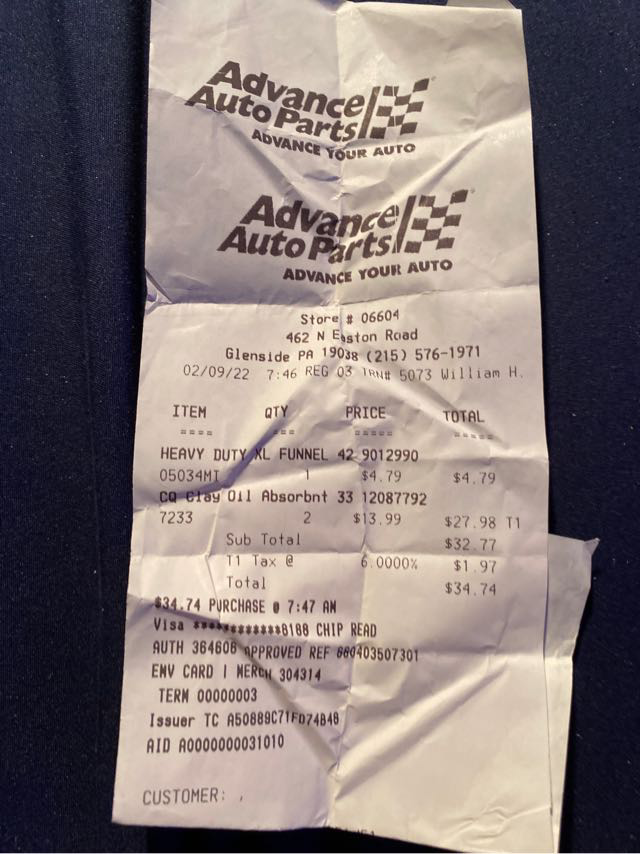 Advance
Auto Parts
ADVANCE YOUR AUTO
Advance
Auto Parts
ADVANCE YOUR AUTO
Store # 06604
462 N Easton Road
Glenside PA 19038 (215) 576-1971
02/09/22 7:46 REG 03 TRN# 5073 William H.
ITEM QTY PRICE TOTAL
==== === ===== =====
HEAVY DUTY XL FUNNEL 42 9012990
05034MI 1 $4.79 $4.79
CQ Clay Oil Absorbnt 33 12087792
7233 2 $13.99 $27.98 T1
Sub Total $32.77
T1 Tax @ 6.0000% $1.97
Total $34.74
$34.74 PURCHASE @ 7:47 AM
Visa ************8188 CHIP READ
AUTH 364608 APPROVED REF 660403507301
EMV CARD | MERCH 304314
TERM 00000003
Issuer TC A50889C71FD74B48
AID A0000000031010
CUSTOMER: ,